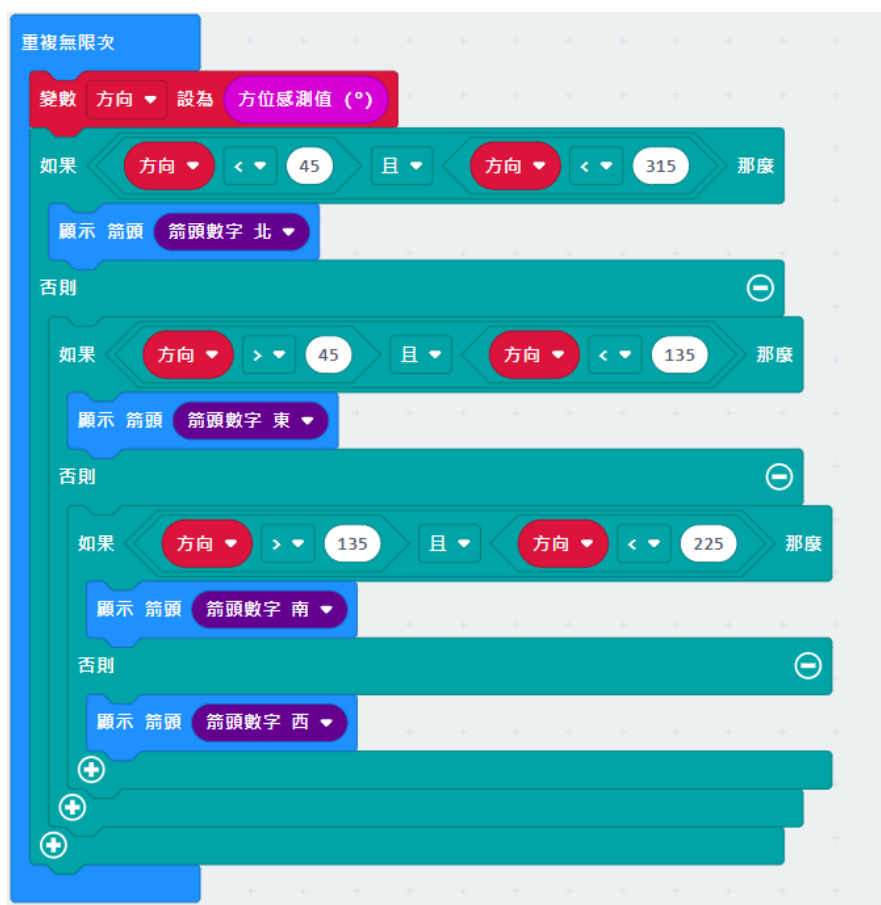 重複無限次
變數 方向 設為 方位感測值 (°)
如果 方向 < 45 且 方向 < 315 那麼
顯示 箭頭 箭頭數字 北
否則
如果 方向 > 45 且 方向 < 135 那麼
顯示 箭頭 箭頭數字 東
否則
如果 方向 > 135 且 方向 < 225 那麼
顯示 箭頭 箭頭數字 南
否則
顯示 箭頭 箭頭數字 西